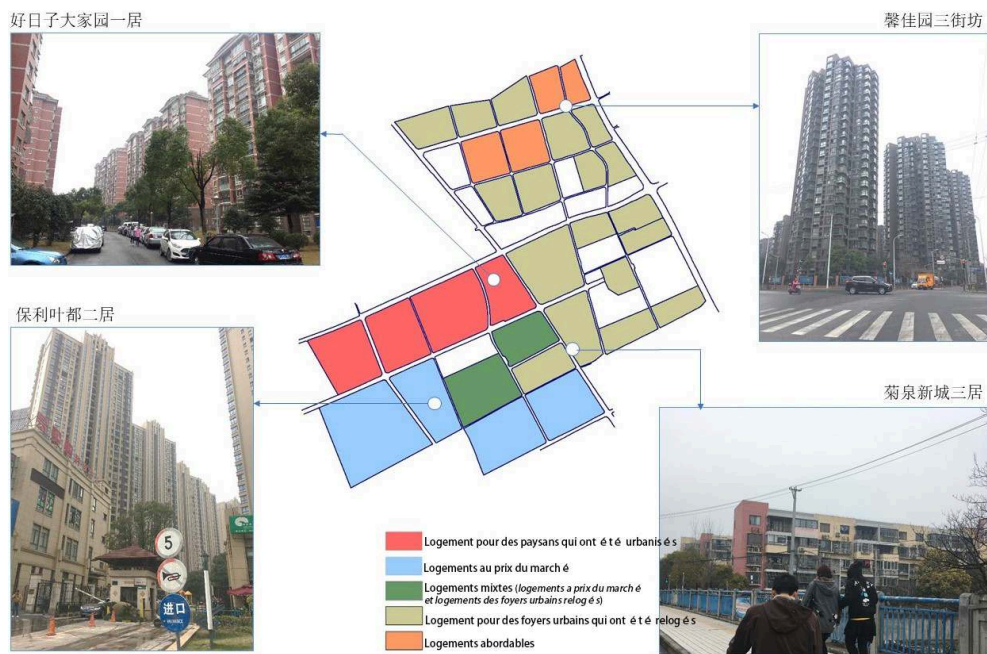 好日子大家园一居
馨佳园三街坊
保利叶都二居
菊泉新城三居
5
进口
Logement pour des paysans qui ont été urbanisés
Logements au prix du marché
Logements mixtes (logements a prix du marché
et logements des foyers urbains relogés)
Logement pour des foyers urbains qui ont été relogés
Logements abordables